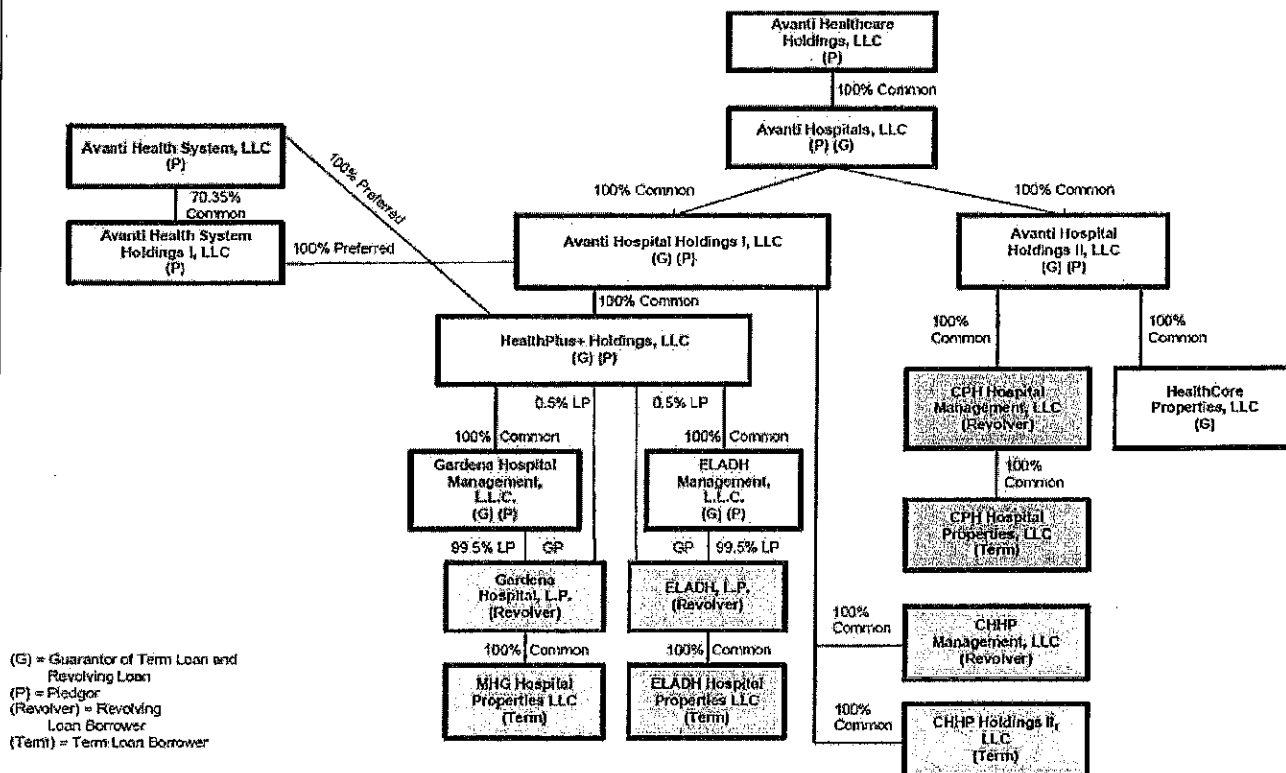 Avanti Healthcare
Holdings, LLC
(P)
100% Common
Avanti Hospitals, LLC
(P) (G)
Avanti Health System, LLC
(P)
70.35%
Common
100% Preferred
100% Common
100% Common
Avanti Health System
Holdings I, LLC
(P)
100% Preferred
Avanti Hospital Holdings I, LLC
(G) (P)
Avanti Hospital
Holdings II, LLC
(G) (P)
100% Common
HealthPlus+ Holdings, LLC
(G) (P)
100%
Common
100%
Common
0.5% LP
0.5% LP
100% Common
100% Common
CPH Hospital
Management, LLC
(Revolver)
HealthCore
Properties, LLC
(G)
Gardena Hospital
Management,
L.L.C.
(G) (P)
ELADH
Management,
L.L.C.
(G) (P)
100%
Common
CPH Hospital
Properties, LLC
(Term)
99.5% LP
GP
GP
99.5% LP
Gardena
Hospital, L.P.
(Revolver)
ELADH, L.P.
(Revolver)
100%
Common
CHHP
Management, LLC
(Revolver)
100% Common
100% Common
MHG Hospital
Properties LLC
(Term)
ELADH Hospital
Properties LLC
(Term)
100%
Common
CHHP Holdings II,
LLC
(Term)
(G) = Guarantor of Term Loan and
Revolving Loan
(P) = Pledgor
(Revolver) = Revolving
Loan Borrower
(Term) = Term Loan Borrower